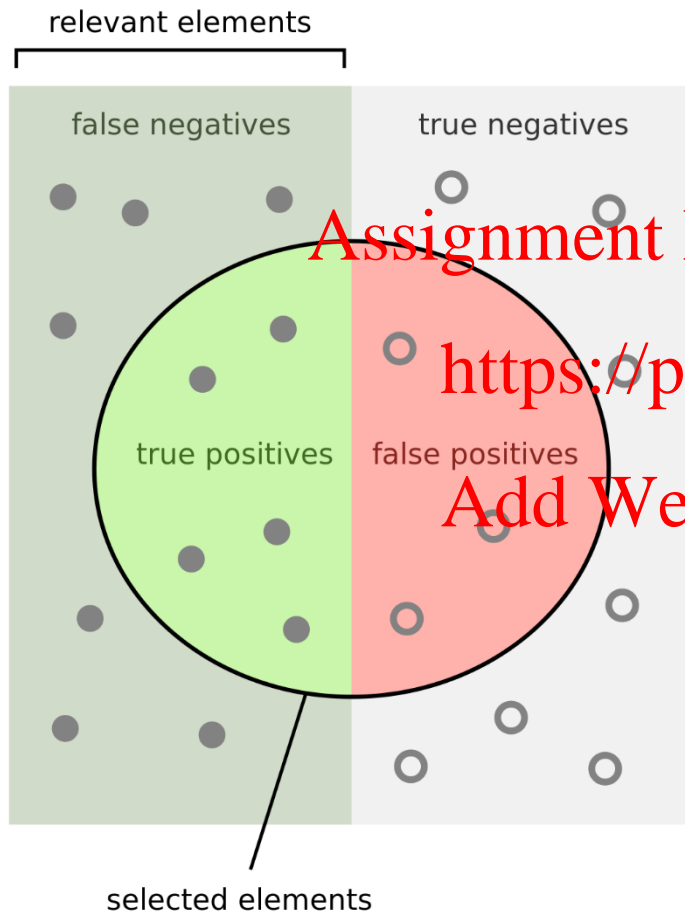 relevant elements
false negatives
true negatives
Assignment
https://p
true positives
false positives
Add We
selected elements